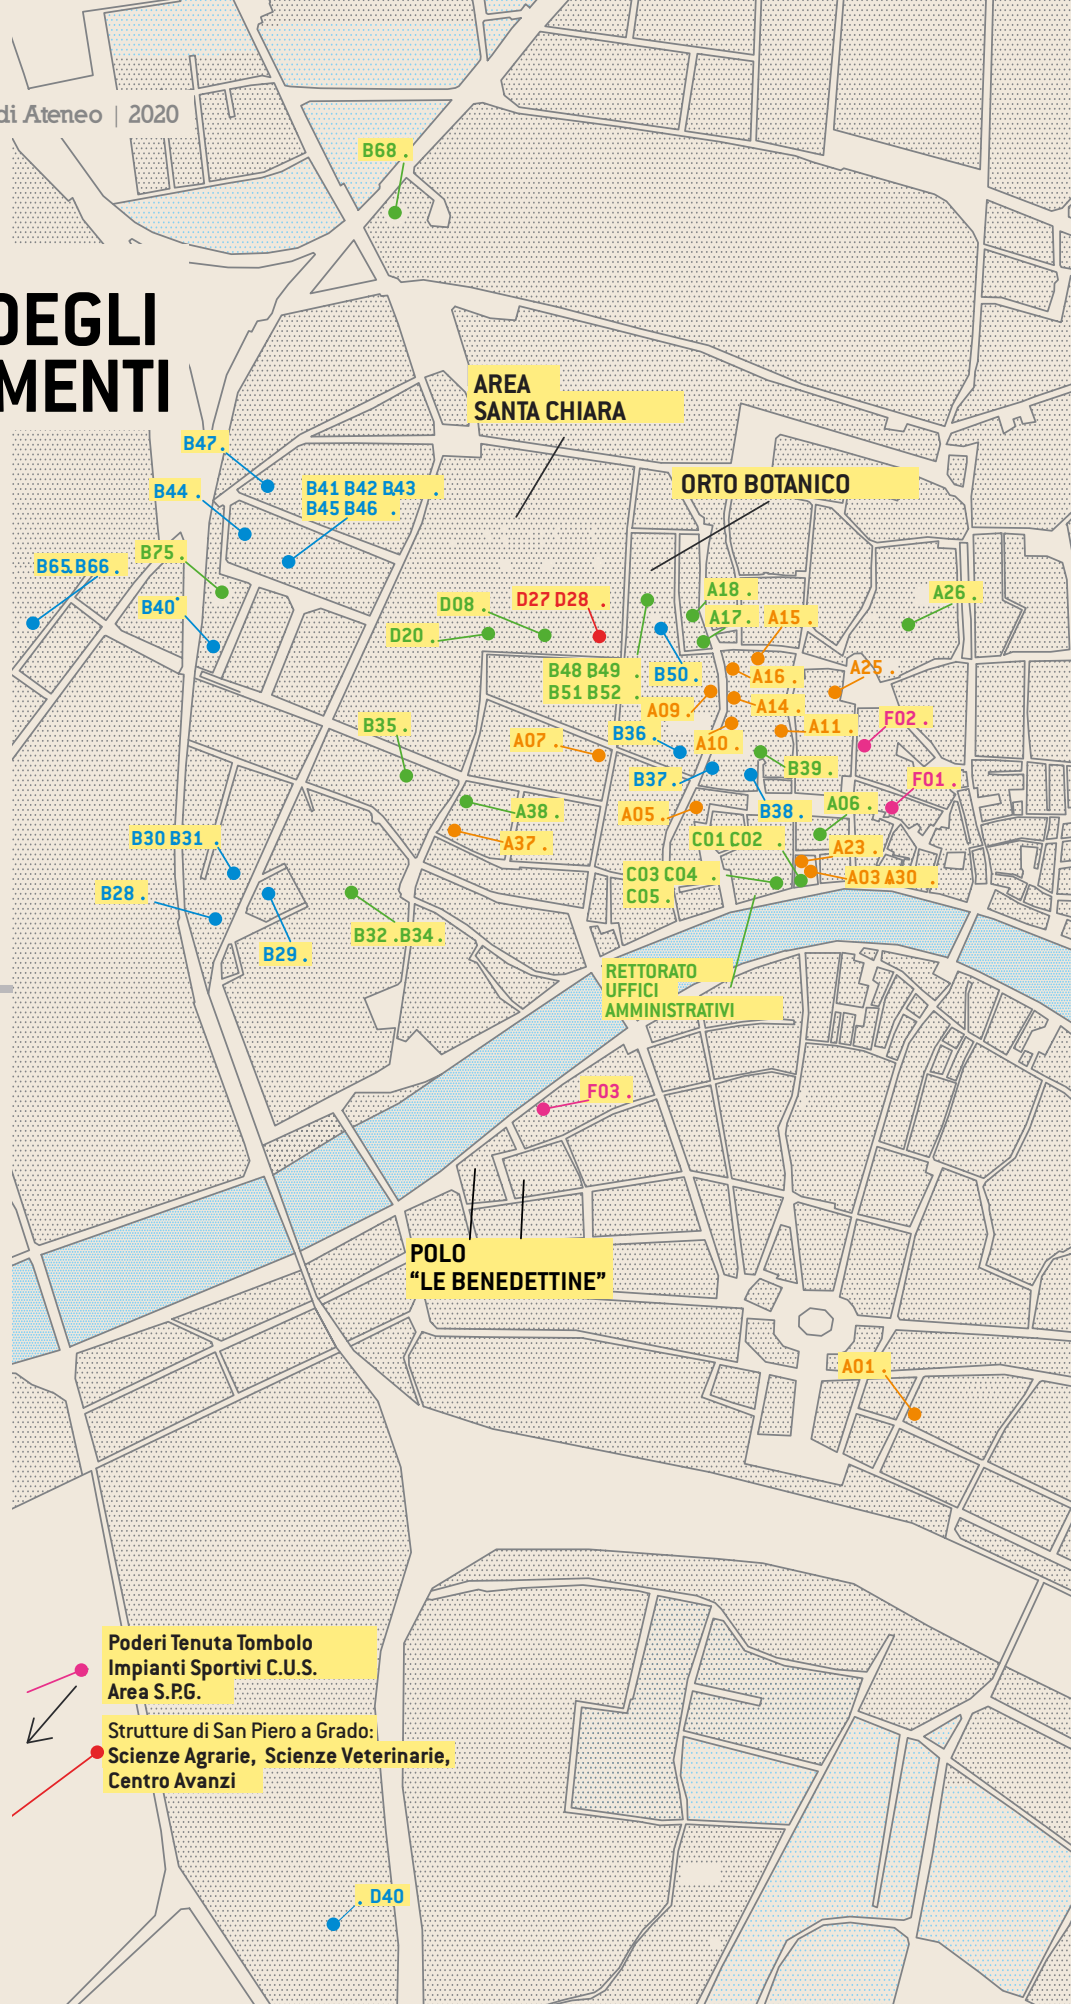 di Ateneo | 2020
B68 .
DEGLI
MENTI
AREA
SANTA CHIARA
B47 .
ORTO BOTANICO
B44 .
B41 B42 B43 .
B45 B46 .
B75 .
B65 B66 .
B40
D08 .
D27 D28 .
A18 .
A26 .
D20 .
A17 .
A15 .
B48 B49 .
B51 B52 .
B50 .
A16 .
A25 .
A09 .
A14 .
F02 .
B35 .
A07 .
B36 .
A10 .
A11 .
B37 .
B39 .
F01 .
A38 .
A05 .
B38 .
A06 .
B30 B31 .
A37 .
C01 C02 .
A23 .
C03 C04 .
C05 .
A03 A30 .
B28 .
B32 .B34 .
B29 .
RETTORATO
UFFICI
AMMINISTRATIVI
F03 .
POLO
“LE BENEDETTINE”
A01 .
Poderi Tenuta Tombolo
Impianti Sportivi C.U.S.
Area S.P.G.
Strutture di San Piero a Grado:
Scienze Agrarie, Scienze Veterinarie,
Centro Avanzi
. D40